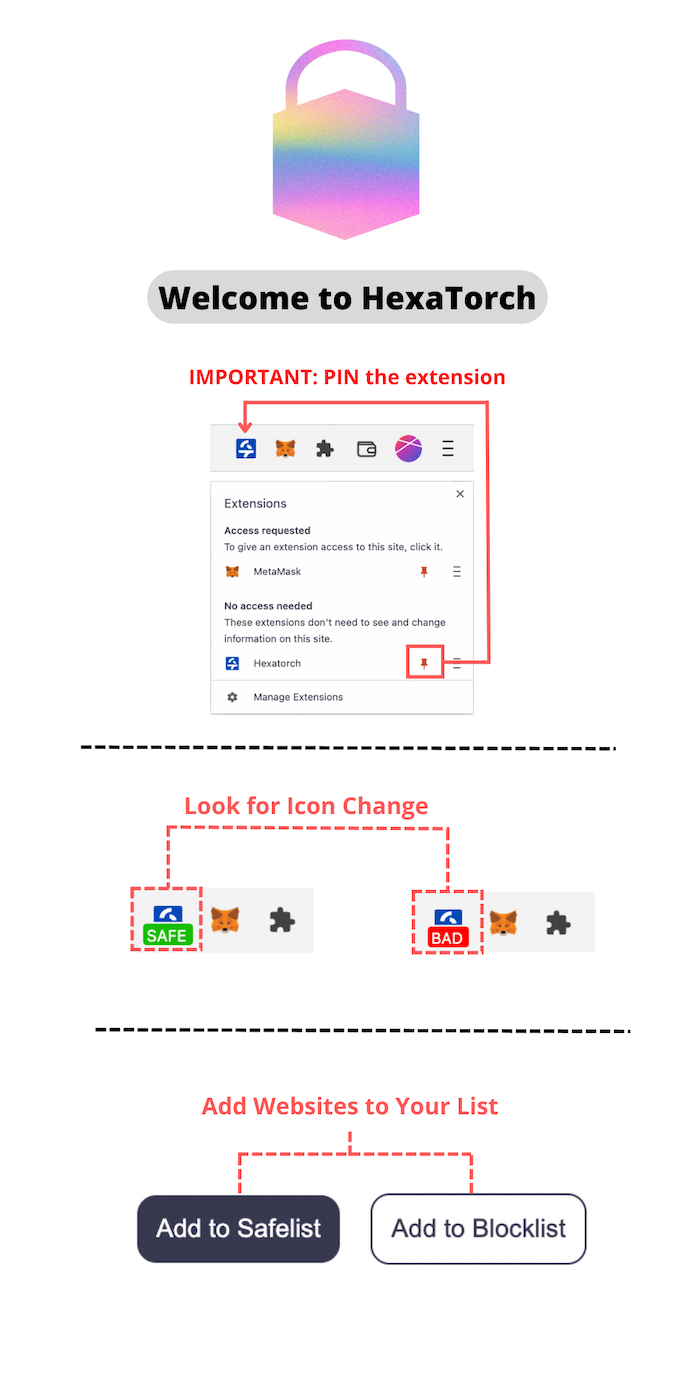 Welcome to HexaTorch
IMPORTANT: PIN the extension
Extensions
Access requested
To give an extension access to this site, click it.
MetaMask
No access needed
These extensions don't need to see and change
information on this site.
Hexatorch
Manage Extensions
Look for Icon Change
SAFE
BAD
Add Websites to Your List
Add to Safelist
Add to Blocklist